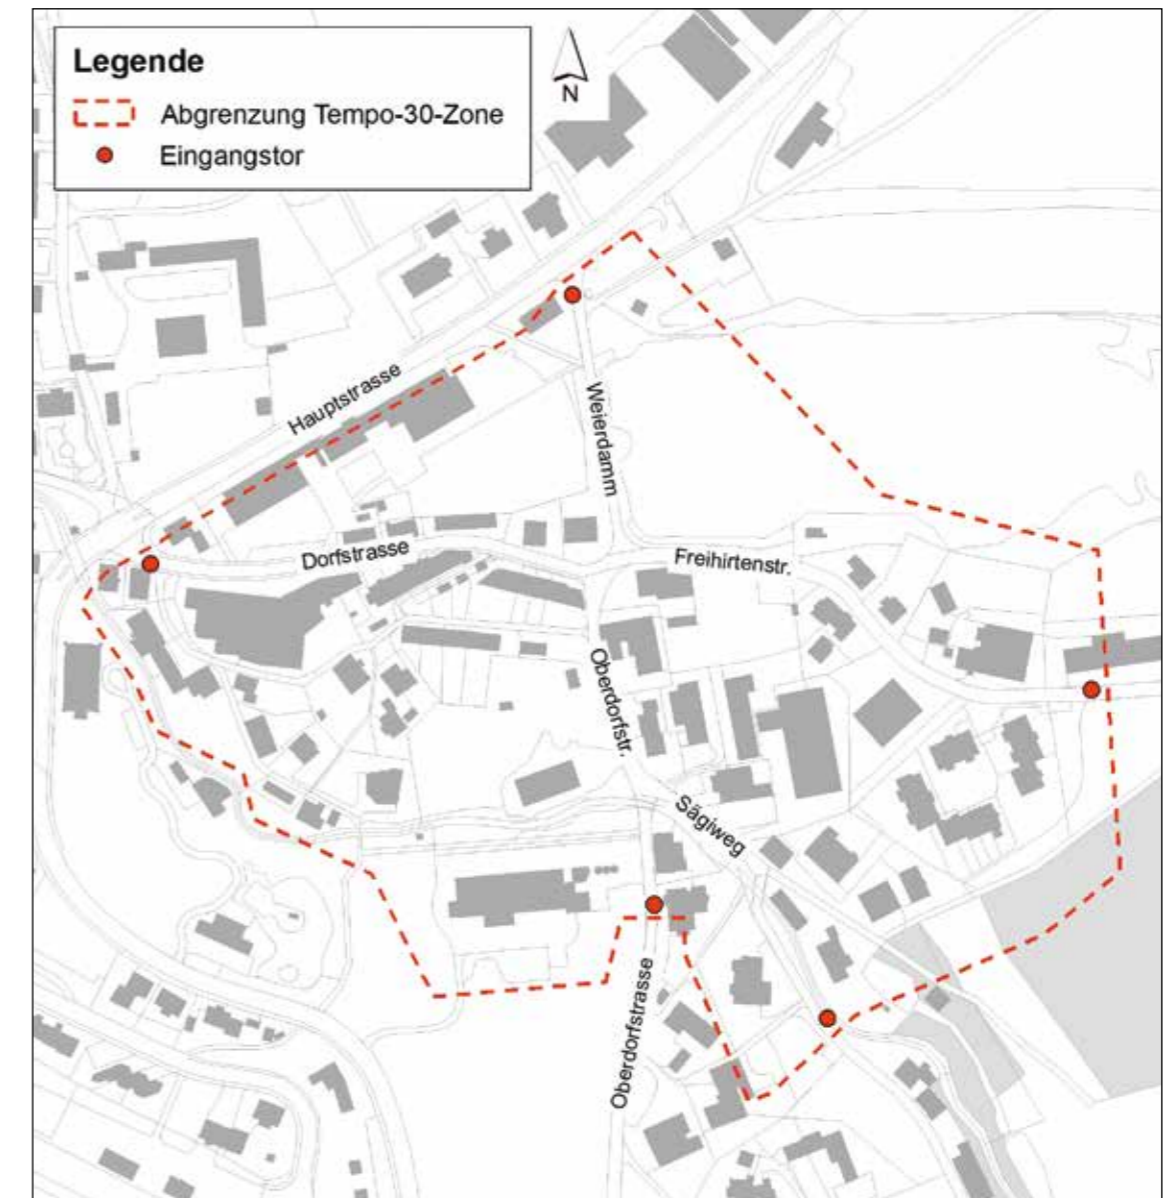 Legende
Abgrenzung Tempo-30-Zone
Eingangstor
N
Hauptstrasse
Weierdamm
Dorfstrasse
Freihirtenstr.
Oberdorfstr.
Sägiweg
Oberdorfstrasse